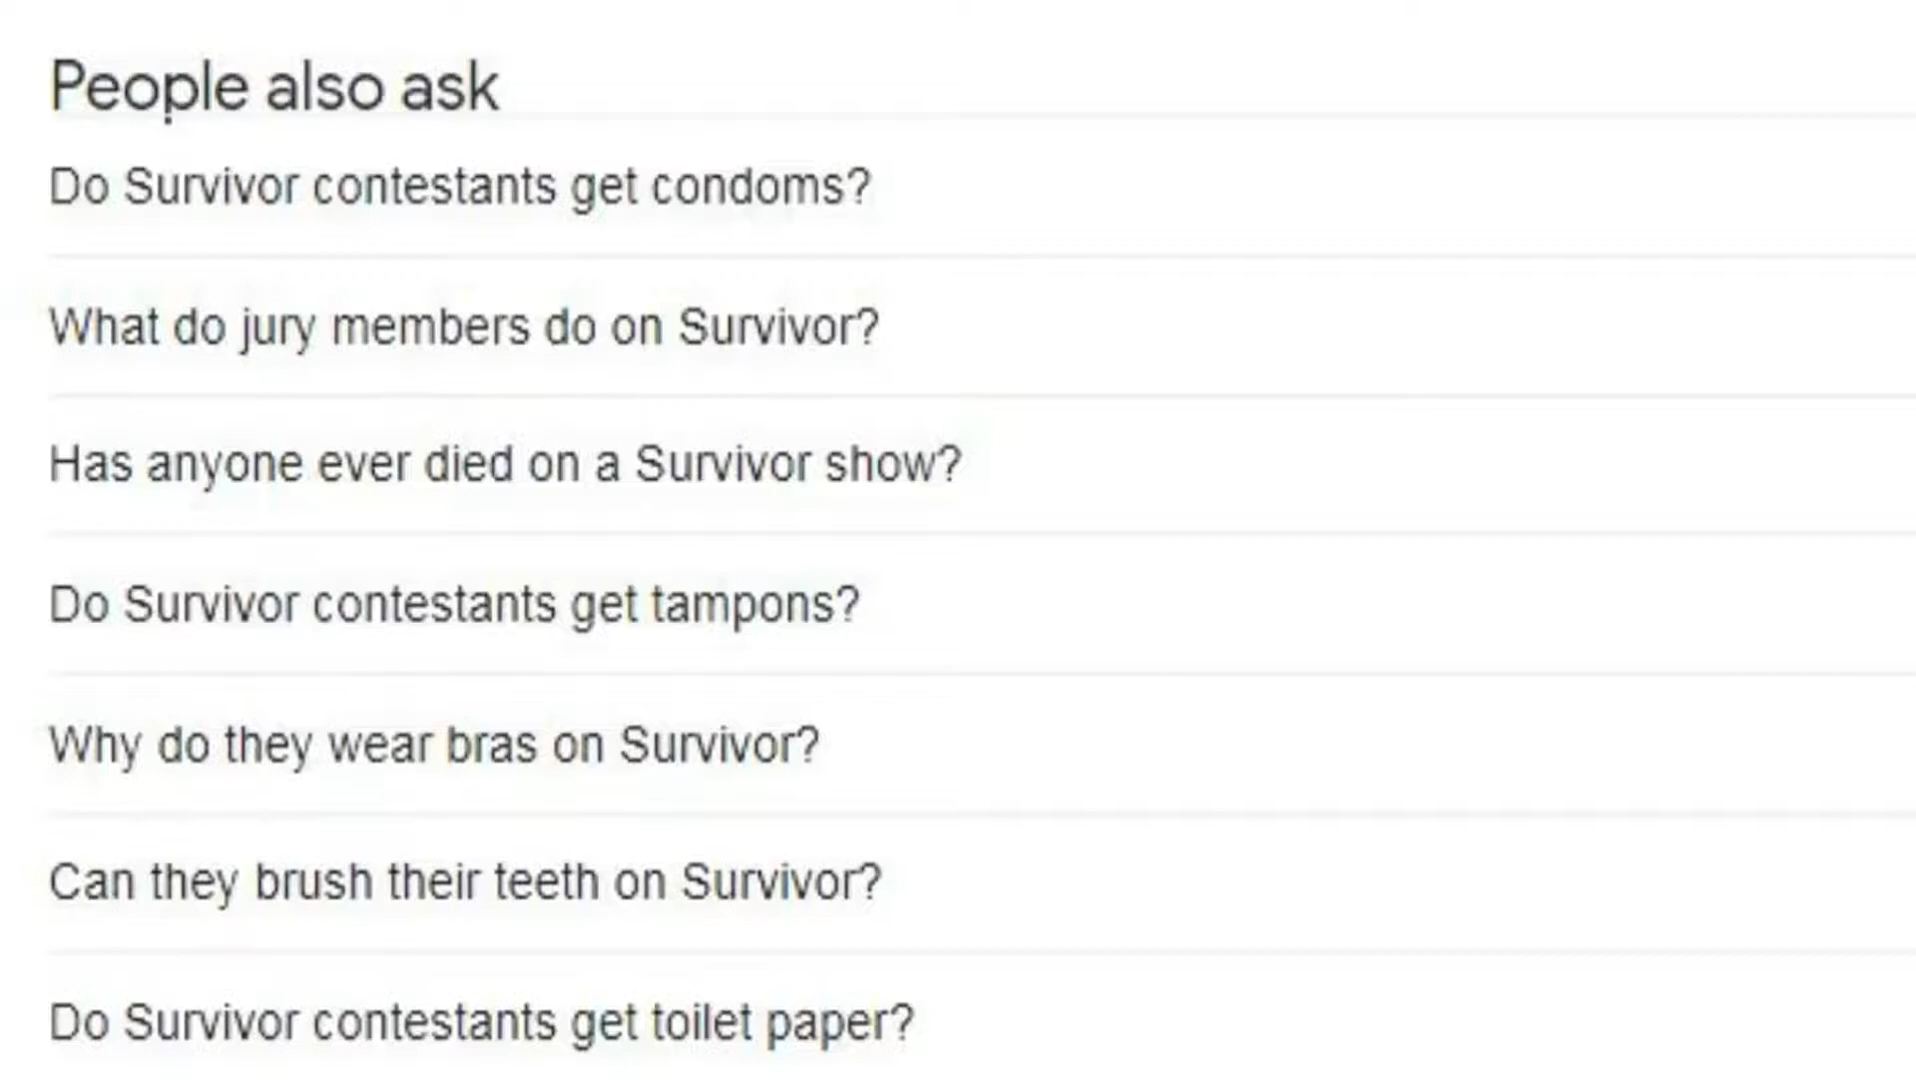 People also ask
Do Survivor contestants get condoms?
What do jury members do on Survivor?
Has anyone ever died on a Survivor show?
Do Survivor contestants get tampons?
Why do they wear bras on Survivor?
Can they brush their teeth on Survivor?
Do Survivor contestants get toilet paper?